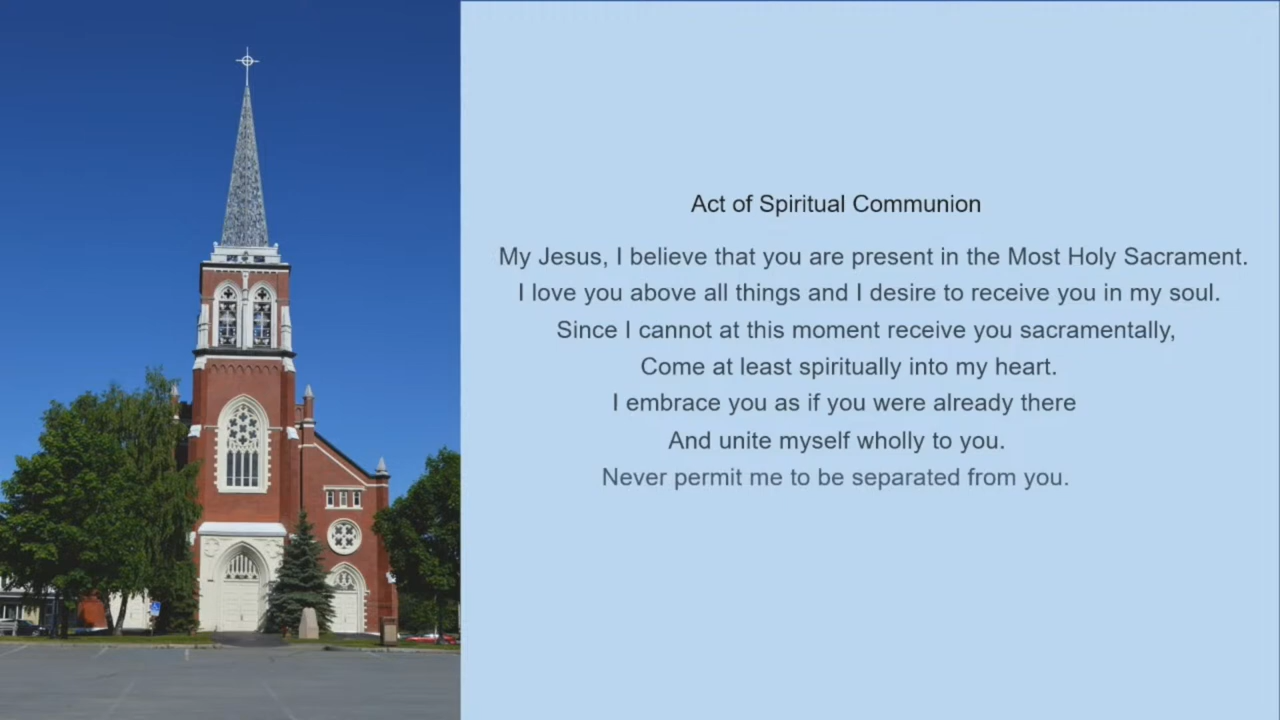 Act of Spiritual Communion
My Jesus, I believe that you are present in the Most Holy Sacrament.
I love you above all things and I desire to receive you in my soul.
Since I cannot at this moment receive you sacramentally,
Come at least spiritually into my heart.
I embrace you as if you were already there
And unite myself wholly to you.
Never permit me to be separated from you.